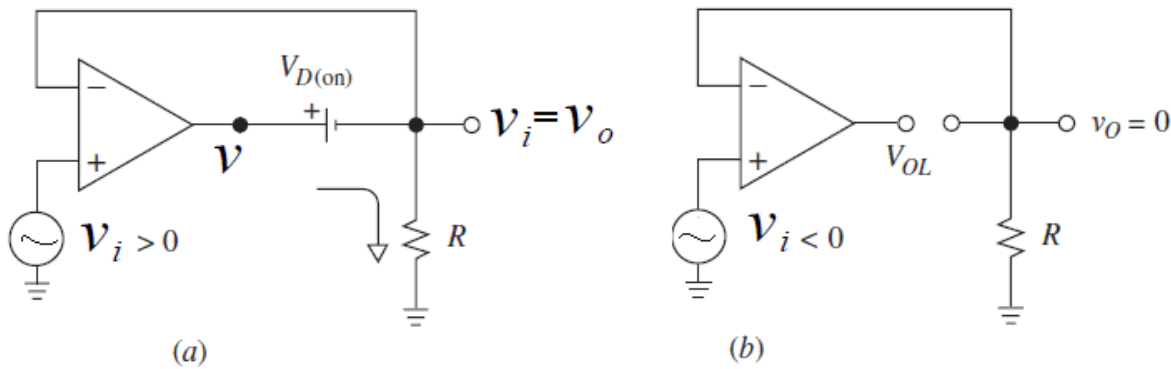 V_D(on)
−
+
+
v
v_i = v_o
v_i > 0
R
(a)
−
+
V_OL
v_O = 0
v_i < 0
R
(b)